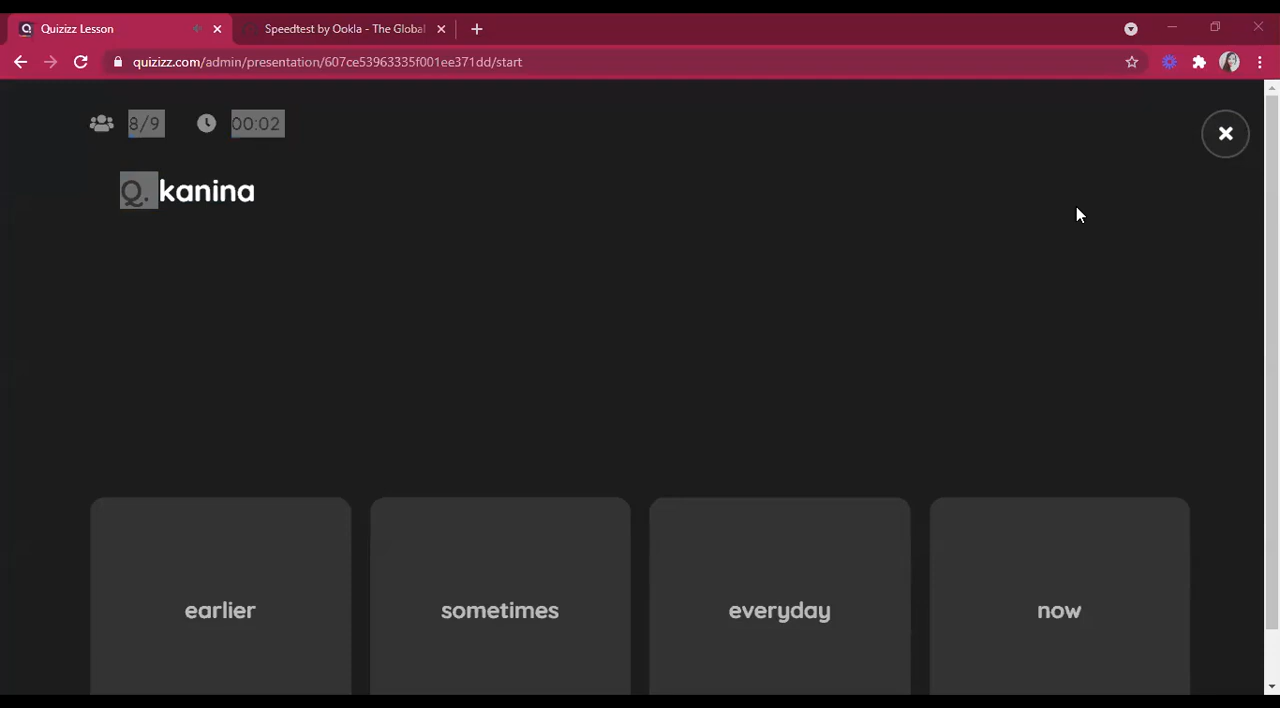 Quizizz Lesson
Speedtest by Ookla - The Global
quizizz.com/admin/presentation/607ce53963335f001ee371dd/start
8/9 00:02
Q. kanina
earlier sometimes everyday now